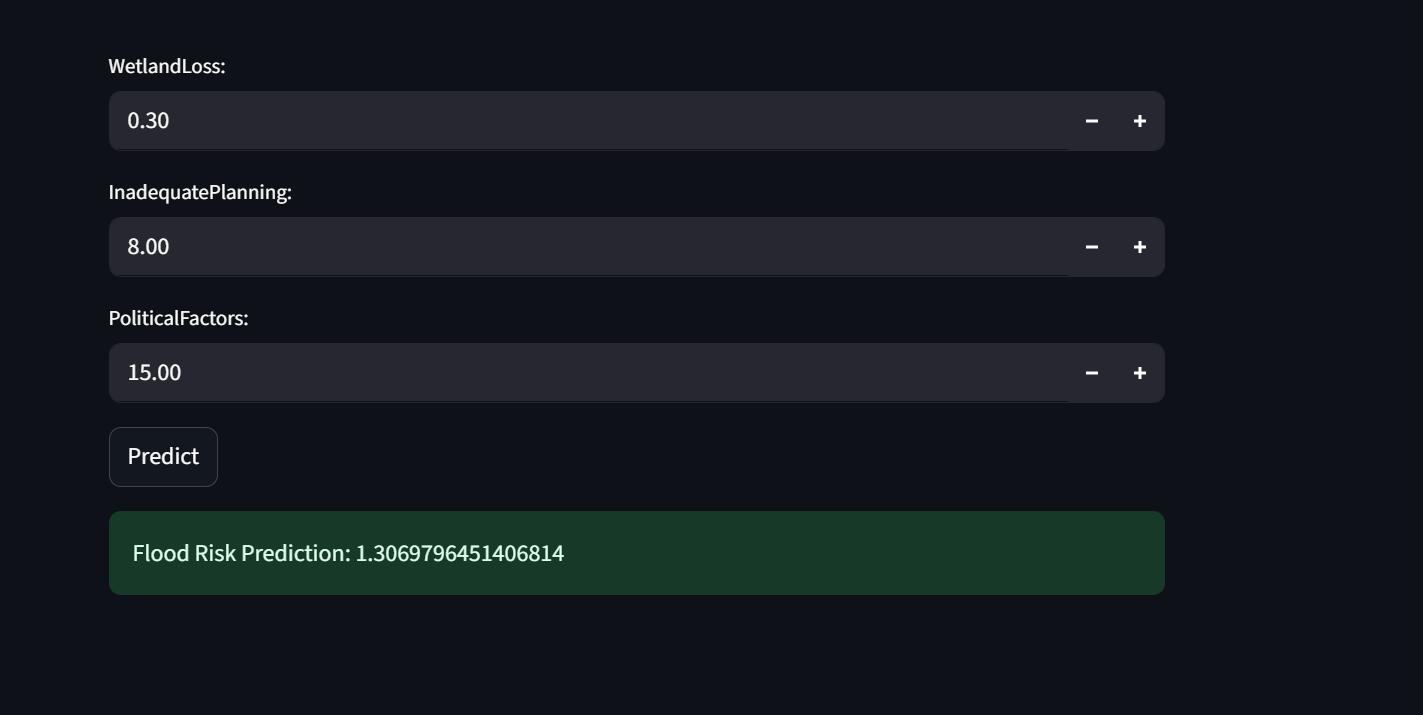 WetlandLoss:
0.30
InadequatePlanning:
8.00
PoliticalFactors:
15.00
Predict
Flood Risk Prediction: 1.3069796451406814